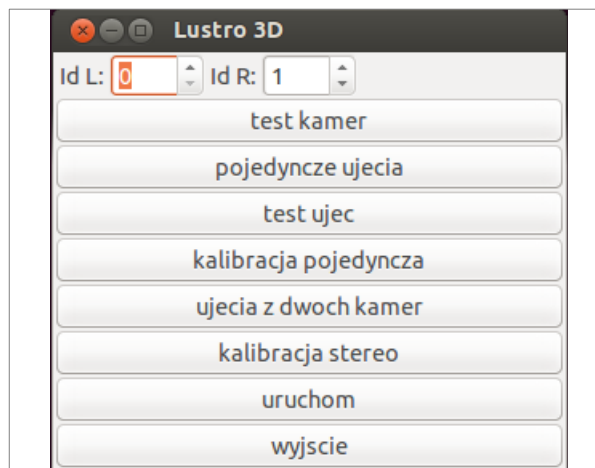 Lustro 3D
Id L: 0 Id R: 1
test kamer
pojedyncze ujecia
test ujec
kalibracja pojedyncza
ujecia z dwoch kamer
kalibracja stereo
uruchom
wyjscie